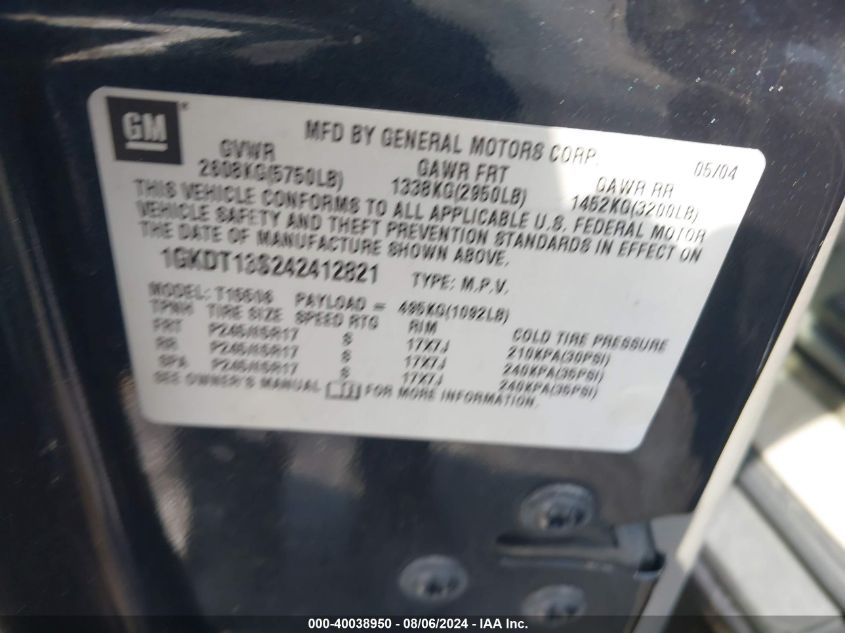 GM
MFD BY GENERAL MOTORS CORP.
05/04
GVWR GAWR FRT GAWR RR
2608KG(5750LB) 1338KG(2950LB) 1452KG(3200LB)
THIS VEHICLE CONFORMS TO ALL APPLICABLE U.S. FEDERAL MOTOR
VEHICLE SAFETY AND THEFT PREVENTION STANDARDS IN EFFECT ON
THE DATE OF MANUFACTURE SHOWN ABOVE.
1GKDT13S242412821 TYPE: M.P.V.
MODEL: PAYLOAD = 495KG(1092LB)
TPMH TIRE SIZE SPEED RTG RIM COLD TIRE PRESSURE
FRT P245/65R17 S 17X7J 210KPA(30PSI)
RR P245/65R17 S 17X7J 240KPA(35PSI)
SPA P245/65R17 S 17X7J 240KPA(35PSI)
SEE OWNER'S MANUAL FOR MORE INFORMATION.
000-40038950 - 08/06/2024 - IAA Inc.